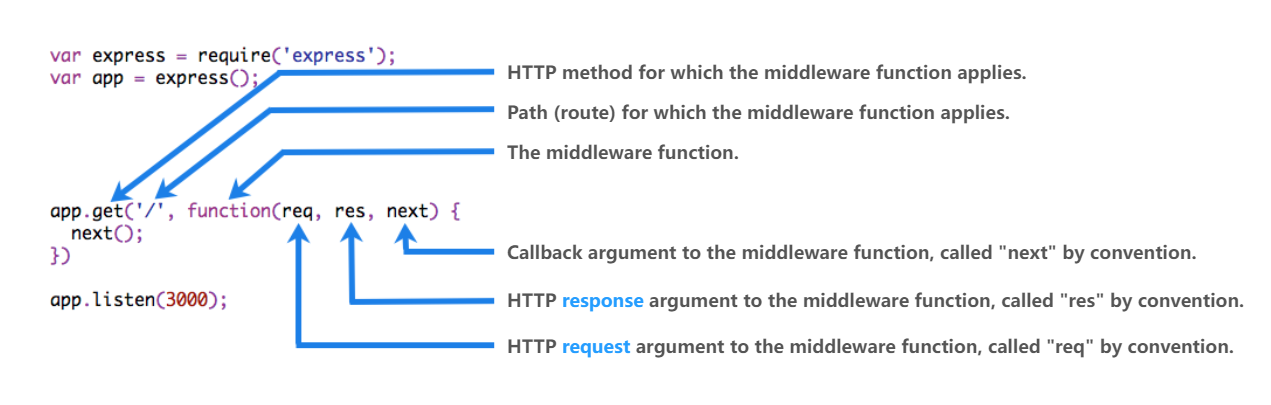 var express = require('express');
var app = express();
HTTP method for which the middleware function applies.
Path (route) for which the middleware function applies.
The middleware function.
app.get('/', function(req, res, next) {
  next();
})
app.listen(3000);
Callback argument to the middleware function, called "next" by convention.
HTTP response argument to the middleware function, called "res" by convention.
HTTP request argument to the middleware function, called "req" by convention.